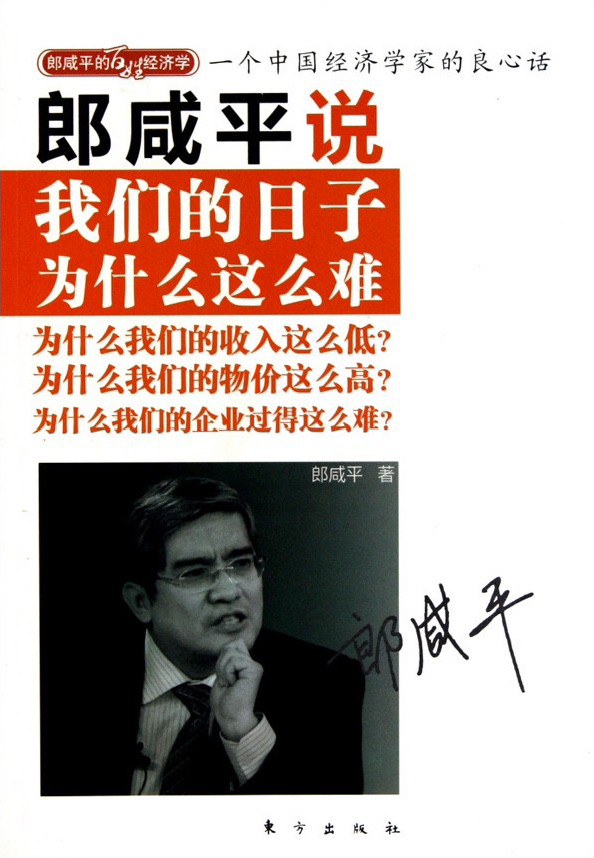 郎咸平的百姓经济学 一个中国经济学家的良心话
郎咸平说
我们的日子
为什么这么难
为什么我们的收入这么低?
为什么我们的物价这么高?
为什么我们的企业过得这么难?
郎咸平 著
郎咸平
東方出版社